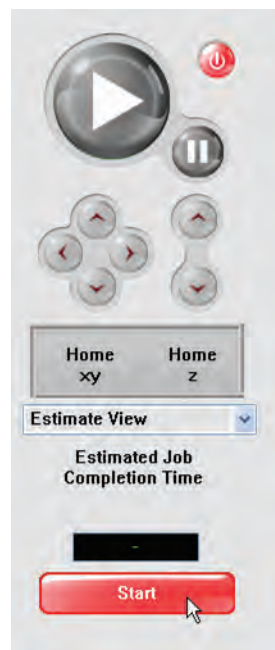 Home Home
xy z
Estimate View
Estimated Job
Completion Time
-
Start